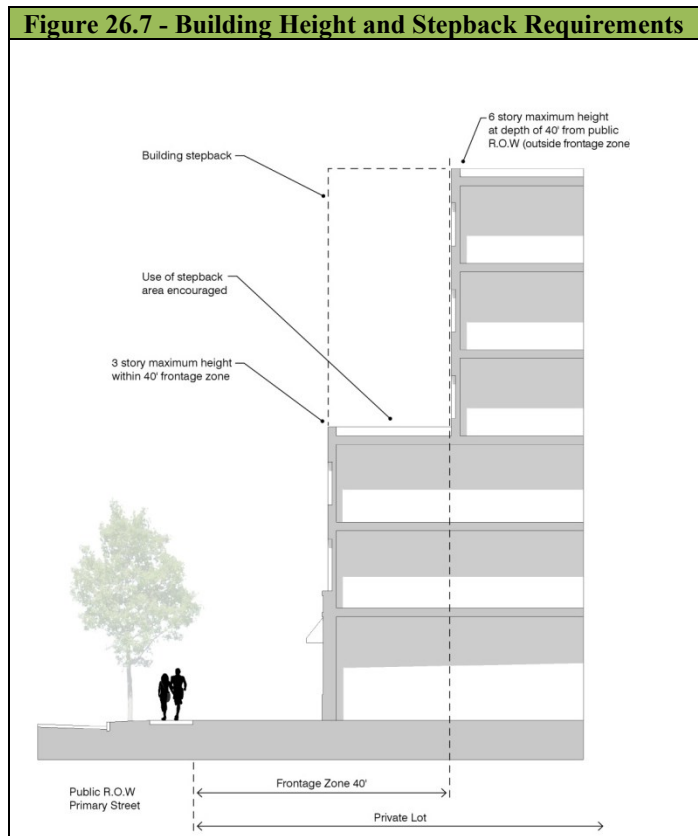 Figure 26.7 - Building Height and Stepback Requirements
6 story maximum height
at depth of 40' from public
R.O.W (outside frontage zone
Building stepback
Use of stepback
area encouraged
3 story maximum height
within 40' frontage zone
Public R.O.W
Primary Street
Frontage Zone 40'
Private Lot